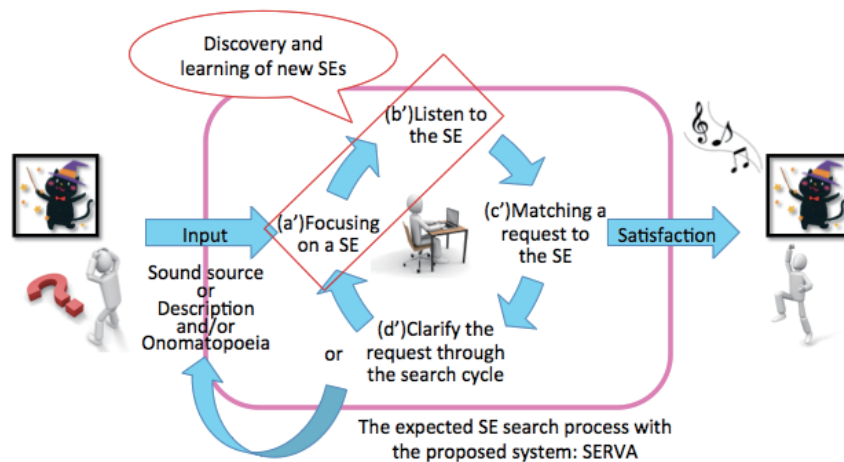 Discovery and
learning of new SEs
(b')Listen to
the SE
(a')Focusing
on a SE
(c')Matching a
request to
the SE
Input
Satisfaction
Sound source
or
Description
and/or
Onomatopoeia
(d')Clarify the
request through
the search cycle
or
The expected SE search process with
the proposed system: SERVA